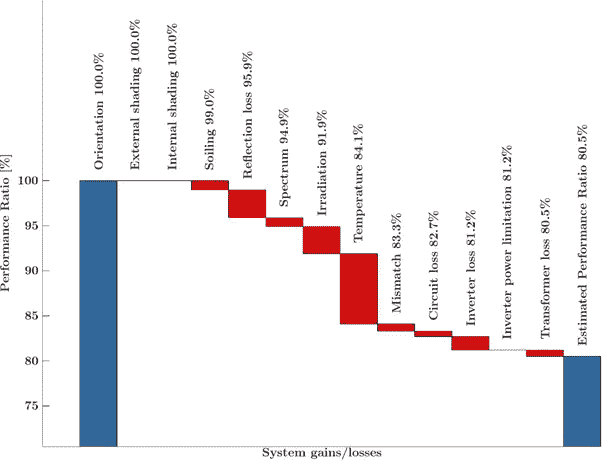 Orientation 100.0%
External shading 100.0%
Internal shading 100.0%
Soiling 99.0%
Reflection loss 95.9%
Spectrum 94.9%
Irradiation 91.9%
Temperature 84.1%
Mismatch 83.3%
Circuit loss 82.7%
Inverter loss 81.2%
Inverter power limitation 81.2%
Transformer loss 80.5%
Estimated Performance Ratio 80.5%
Performance Ratio [%]
100
95
90
85
80
75
System gains/losses